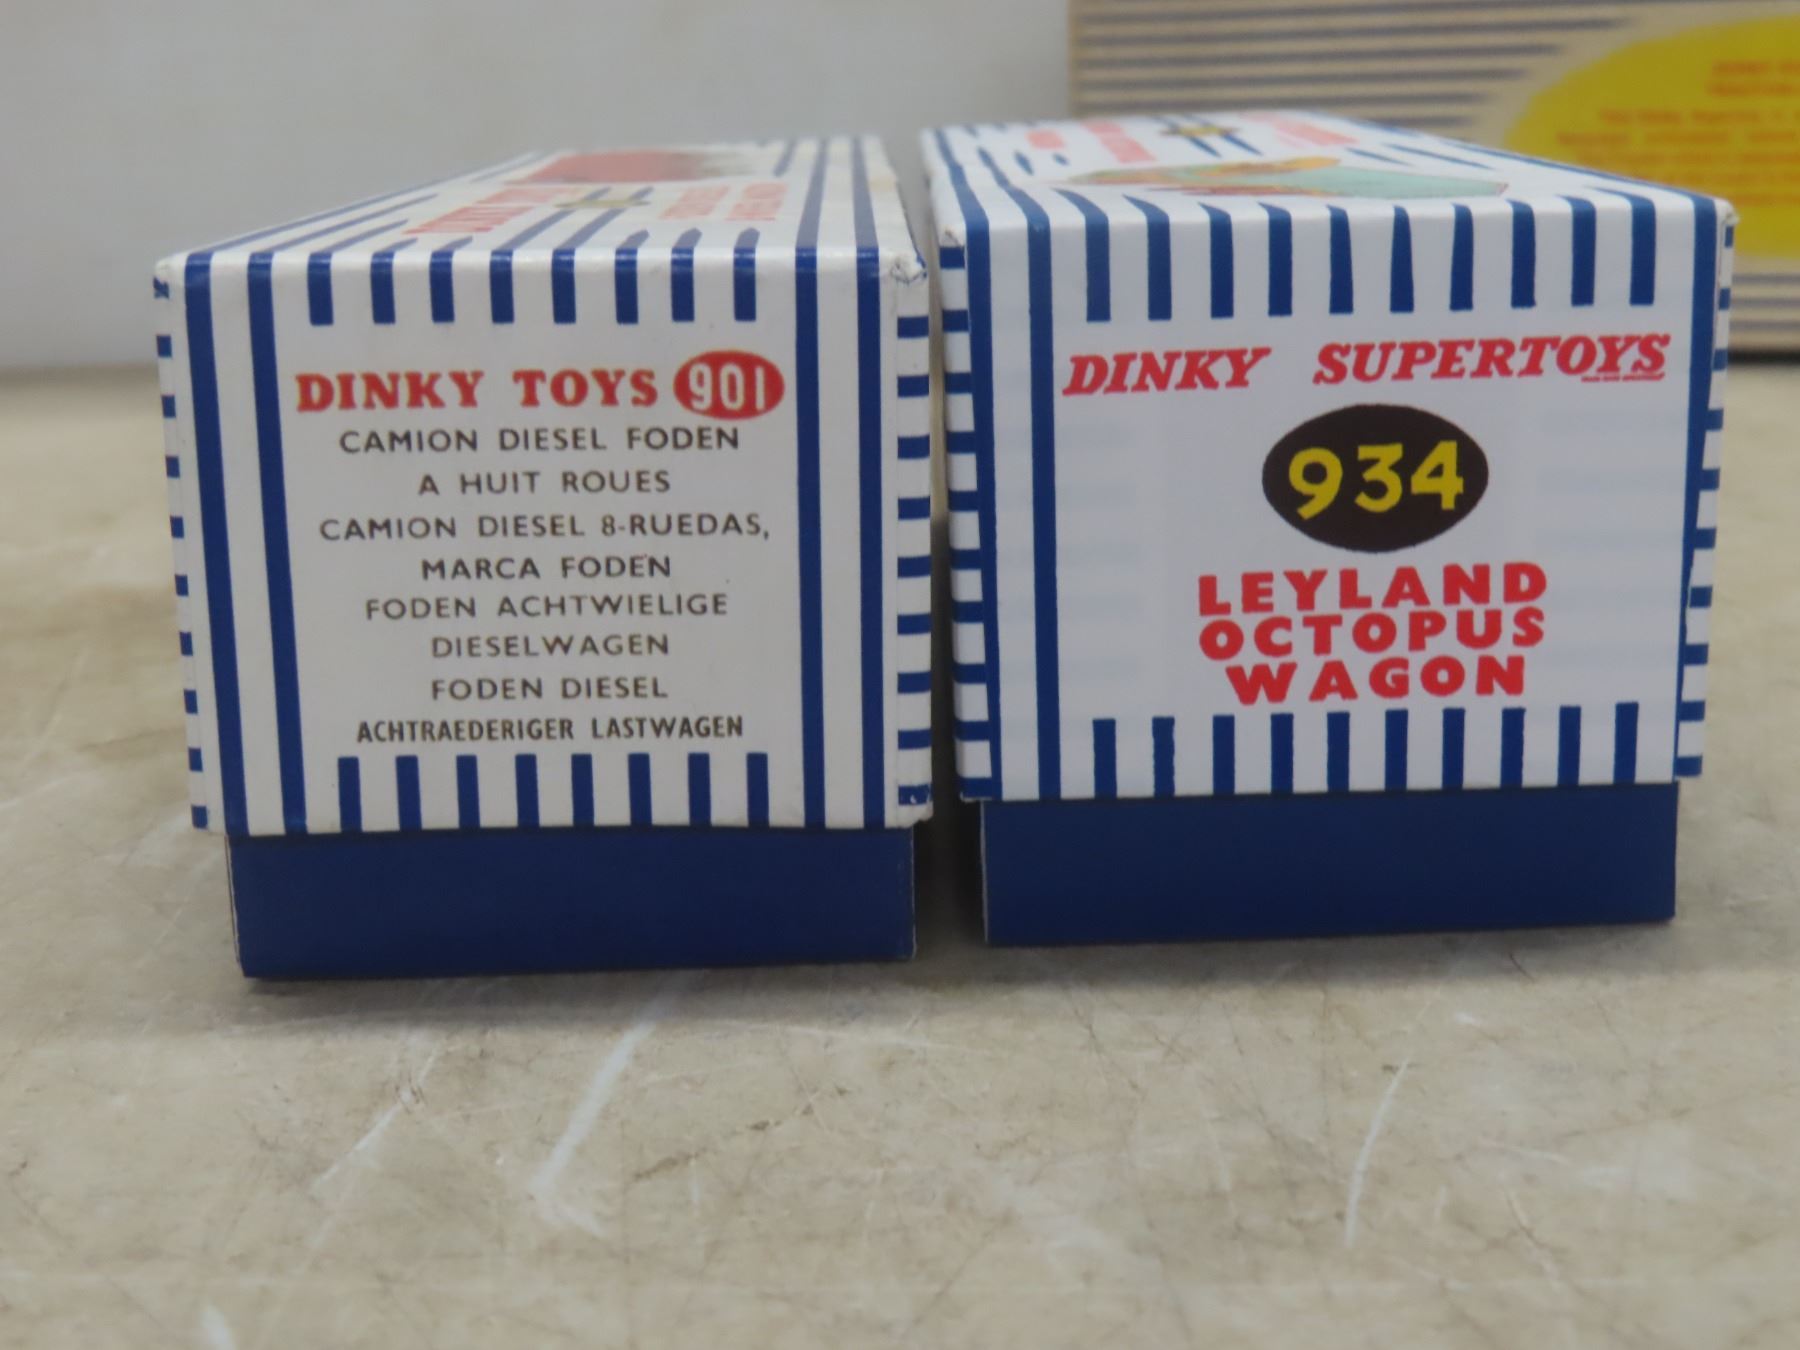 DINKY TOYS 901
CAMION DIESEL FODEN
A HUIT ROUES
CAMION DIESEL 8-RUEDAS,
MARCA FODEN
FODEN ACHTWIELIGE
DIESELWAGEN
FODEN DIESEL
ACHTRAEDERIGER LASTWAGEN
DINKY SUPERTOYS
934
LEYLAND
OCTOPUS
WAGON